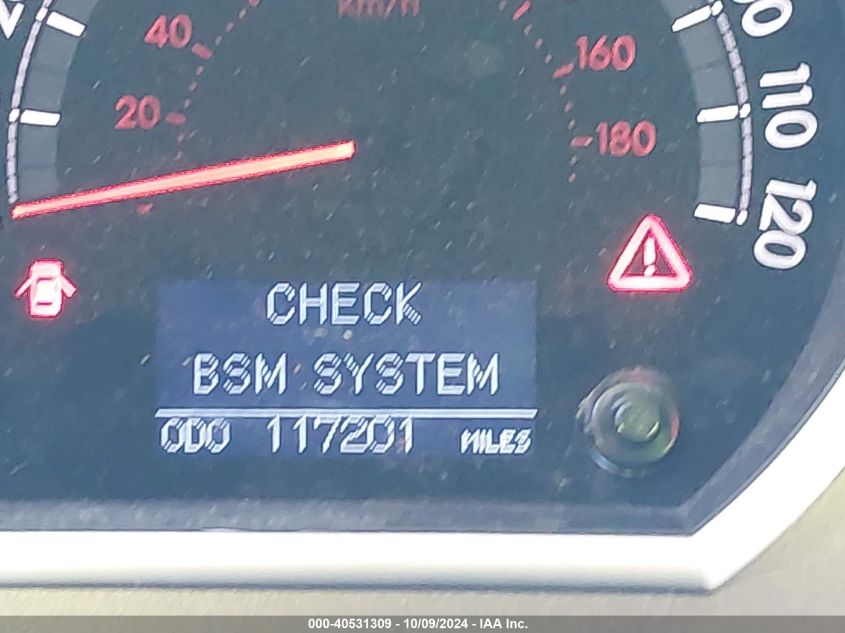 km/h
40
160
20
110
180
120
CHECK
BSM SYSTEM
ODO 117201 MILES
000-40531309 - 10/09/2024 - IAA Inc.